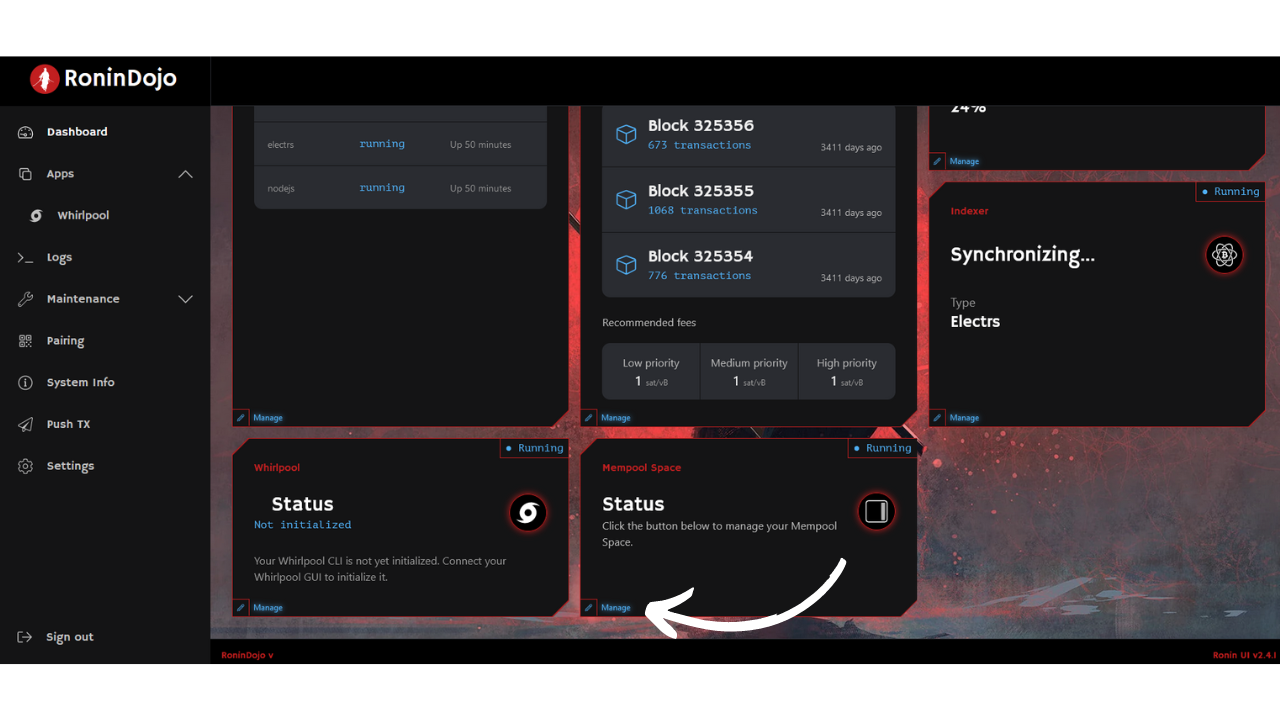 RoninDojo
Dashboard
Apps
Whirlpool
Logs
Maintenance
Pairing
System Info
Push TX
Settings
Sign out
electrs running Up 50 minutes
nodejs running Up 50 minutes
Manage
Block 325356
673 transactions 3411 days ago
Block 325355
1068 transactions 3411 days ago
Block 325354
776 transactions 3411 days ago
Recommended fees
Low priority Medium priority High priority
1 sat/vB 1 sat/vB 1 sat/vB
Manage
24%
Manage
Running
Indexer
Synchronizing...
Type
Electrs
Manage
Running
Whirlpool
Status
Not initialized
Your Whirlpool CLI is not yet initialized. Connect your
Whirlpool GUI to initialize it.
Manage
Running
Mempool Space
Status
Click the button below to manage your Mempool
Space.
Manage
RoninDojo v
Ronin UI v2.4.1